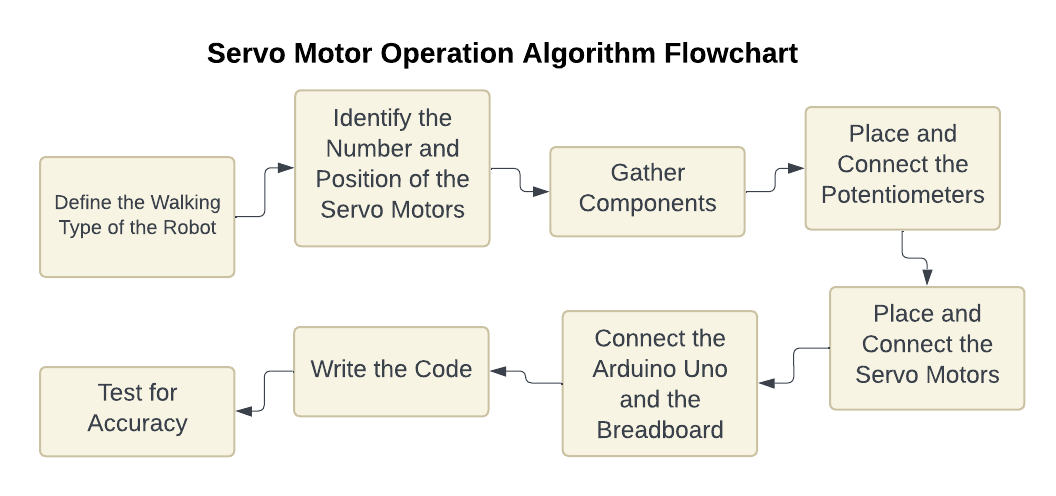 Servo Motor Operation Algorithm Flowchart
Define the Walking
Type of the Robot
Identify the
Number and
Position of the
Servo Motors
Gather
Components
Place and
Connect the
Potentiometers
Place and
Connect the
Servo Motors
Connect the
Arduino Uno
and the
Breadboard
Write the Code
Test for
Accuracy